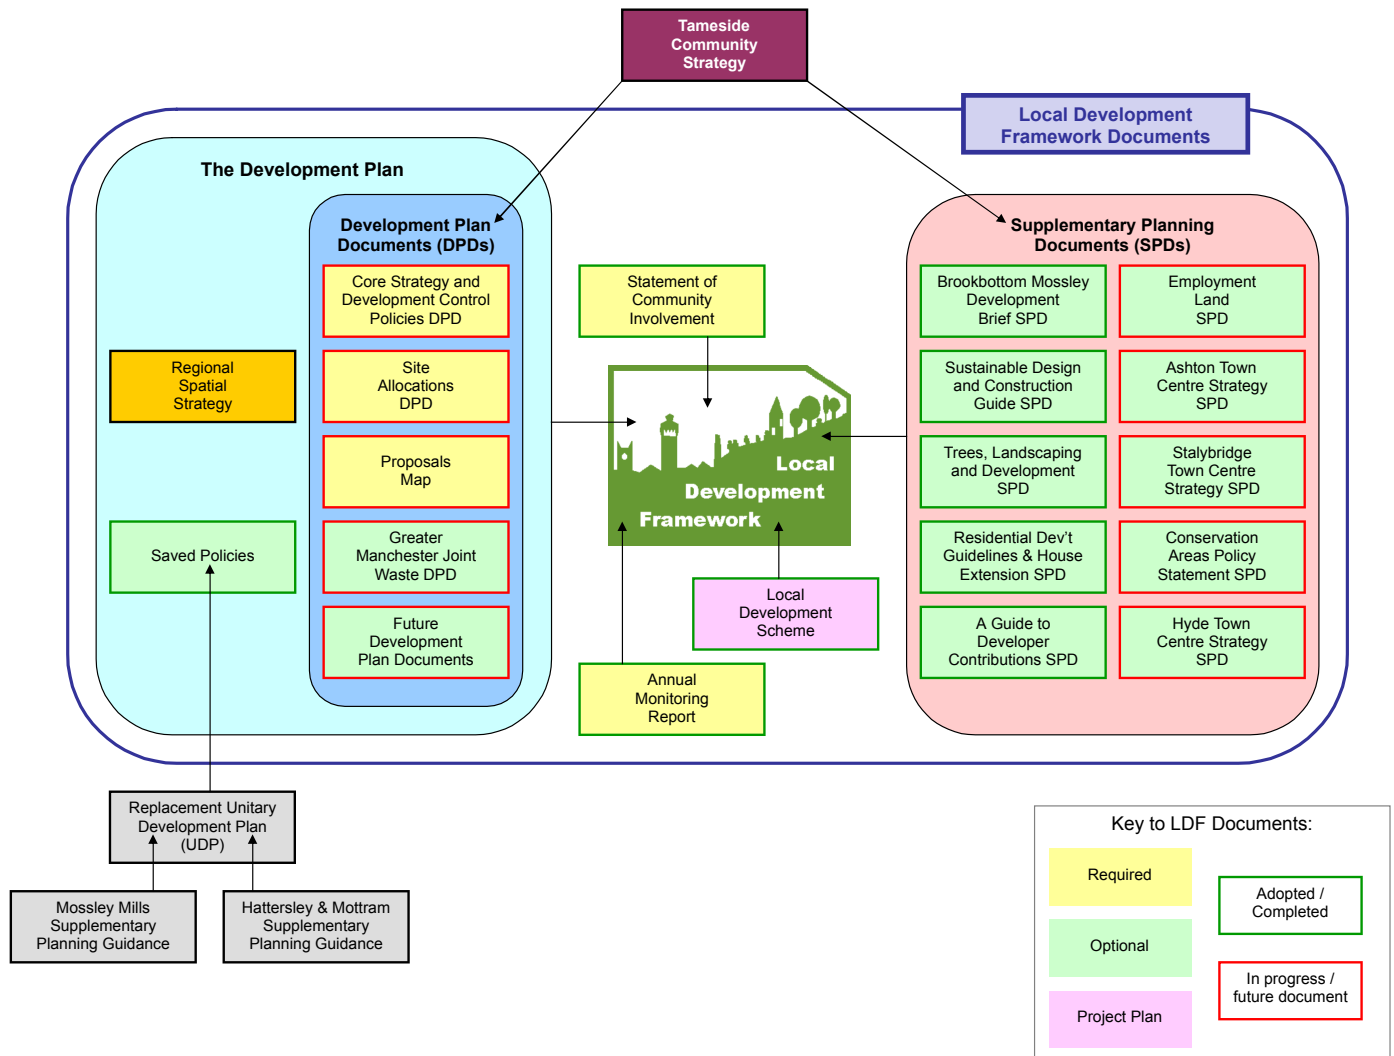 Tameside
Community
Strategy
Local Development
Framework Documents
The Development Plan
Development Plan
Documents (DPDs)
Core Strategy and
Development Control
Policies DPD
Regional
Spatial
Strategy
Site
Allocations
DPD
Proposals
Map
Saved Policies
Greater
Manchester Joint
Waste DPD
Future
Development
Plan Documents
Statement of
Community
Involvement
Local
Development
Framework
Local
Development
Scheme
Annual
Monitoring
Report
Supplementary Planning
Documents (SPDs)
Brookbottom Mossley
Development
Brief SPD
Employment
Land
SPD
Sustainable Design
and Construction
Guide SPD
Ashton Town
Centre Strategy
SPD
Trees, Landscaping
and Development
SPD
Stalybridge
Town Centre
Strategy SPD
Residential Dev't
Guidelines & House
Extension SPD
Conservation
Areas Policy
Statement SPD
A Guide to
Developer
Contributions SPD
Hyde Town
Centre Strategy
SPD
Replacement Unitary
Development Plan
(UDP)
Mossley Mills
Supplementary
Planning Guidance
Hattersley & Mottram
Supplementary
Planning Guidance
Key to LDF Documents:
Required
Optional
Project Plan
Adopted /
Completed
In progress /
future document